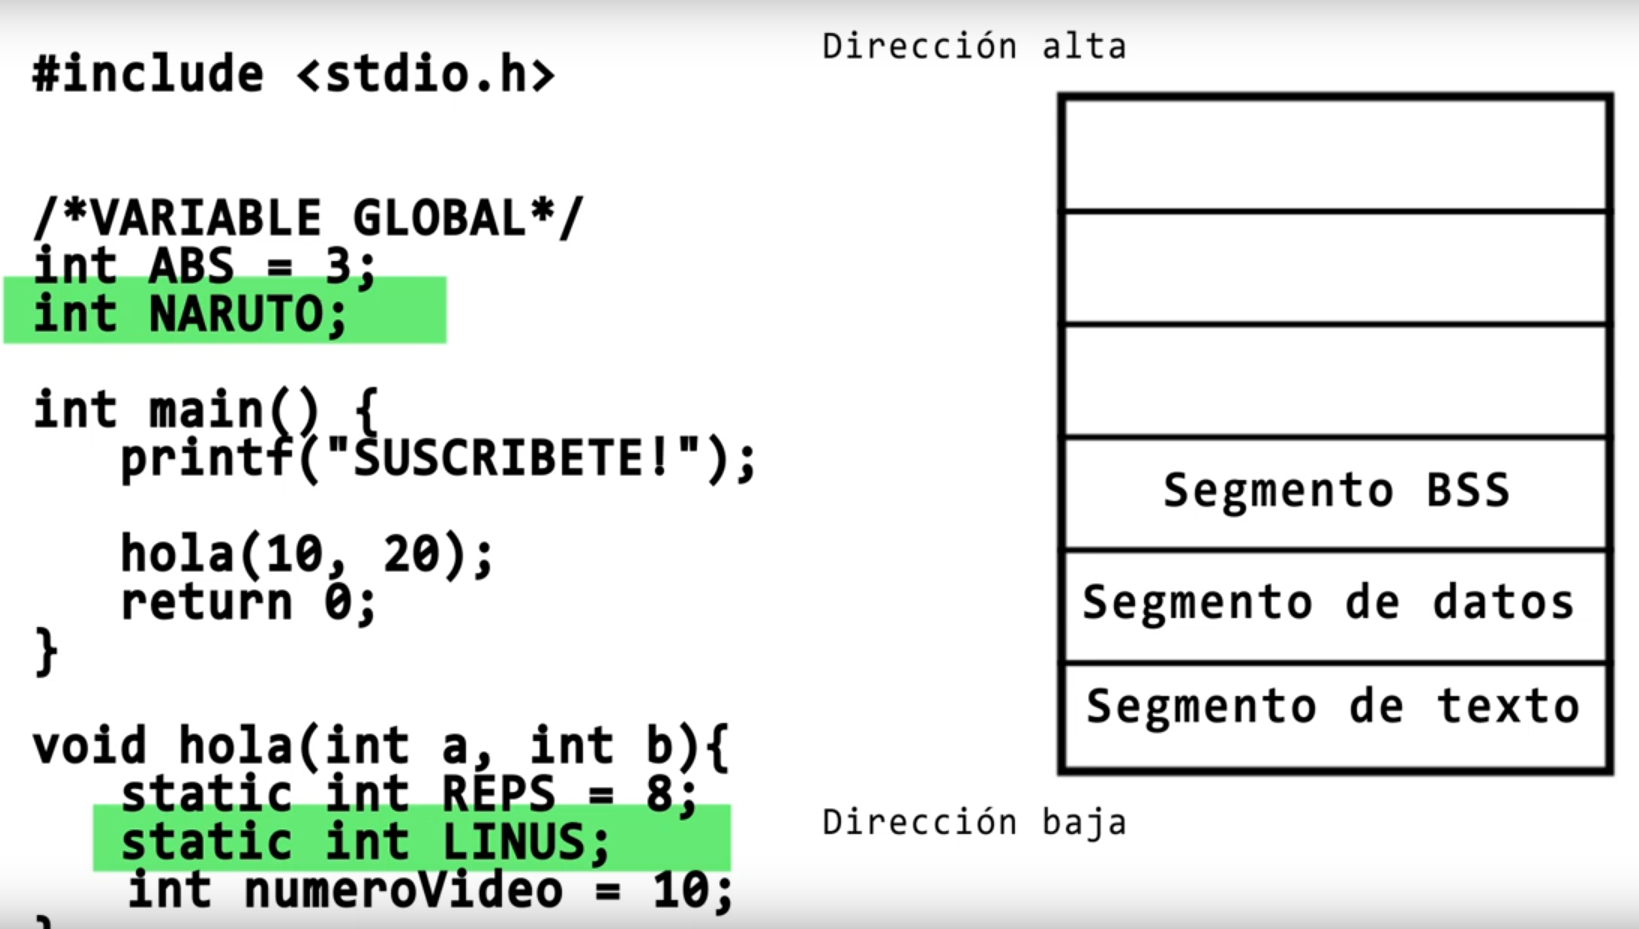 #include <stdio.h>
/*VARIABLE GLOBAL*/
int ABS = 3;
int NARUTO;
int main() {
printf("SUSCRIBETE!");
hola(10, 20);
return 0;
}
void hola(int a, int b){
static int REPS = 8;
static int LINUS;
int numeroVideo = 10;
}
Dirección alta
Segmento BSS
Segmento de datos
Segmento de texto
Dirección baja